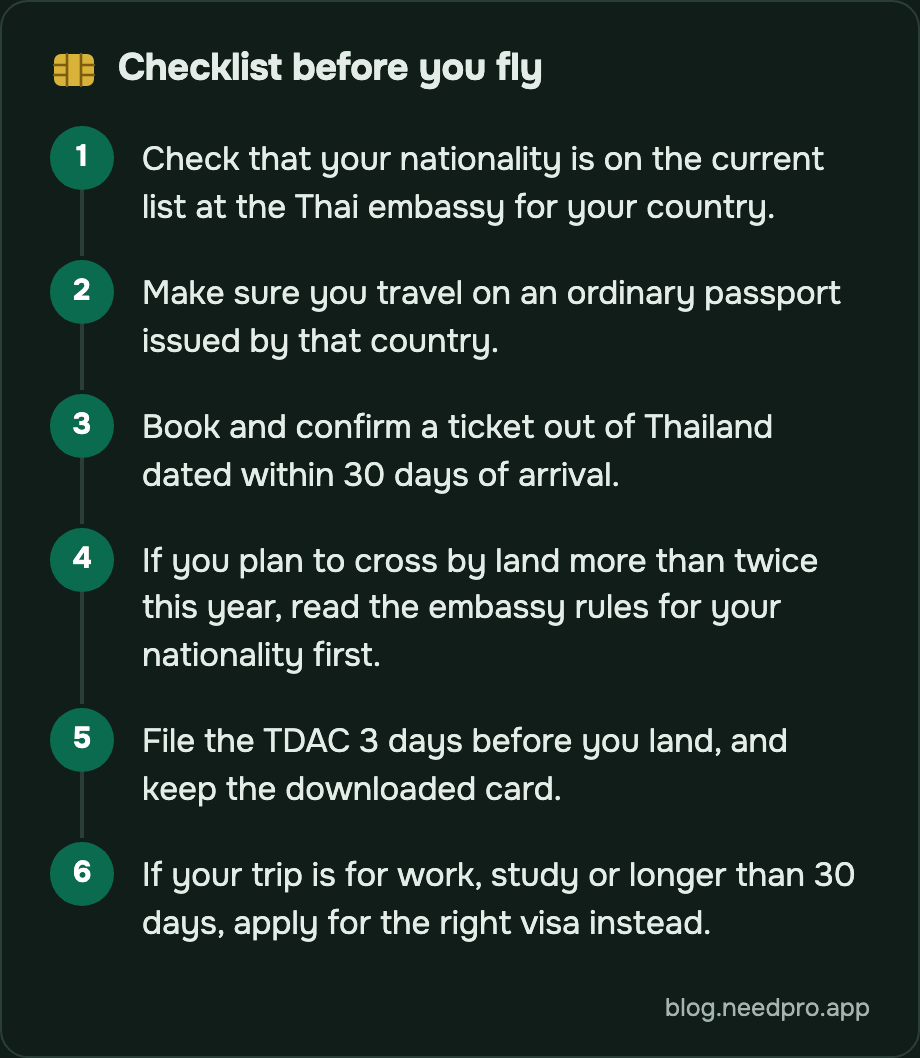 Checklist before you fly
1
Check that your nationality is on the current
list at the Thai embassy for your country.
2
Make sure you travel on an ordinary passport
issued by that country.
3
Book and confirm a ticket out of Thailand
dated within 30 days of arrival.
4
If you plan to cross by land more than twice
this year, read the embassy rules for your
nationality first.
5
File the TDAC 3 days before you land, and
keep the downloaded card.
6
If your trip is for work, study or longer than 30
days, apply for the right visa instead.
blog.needpro.app